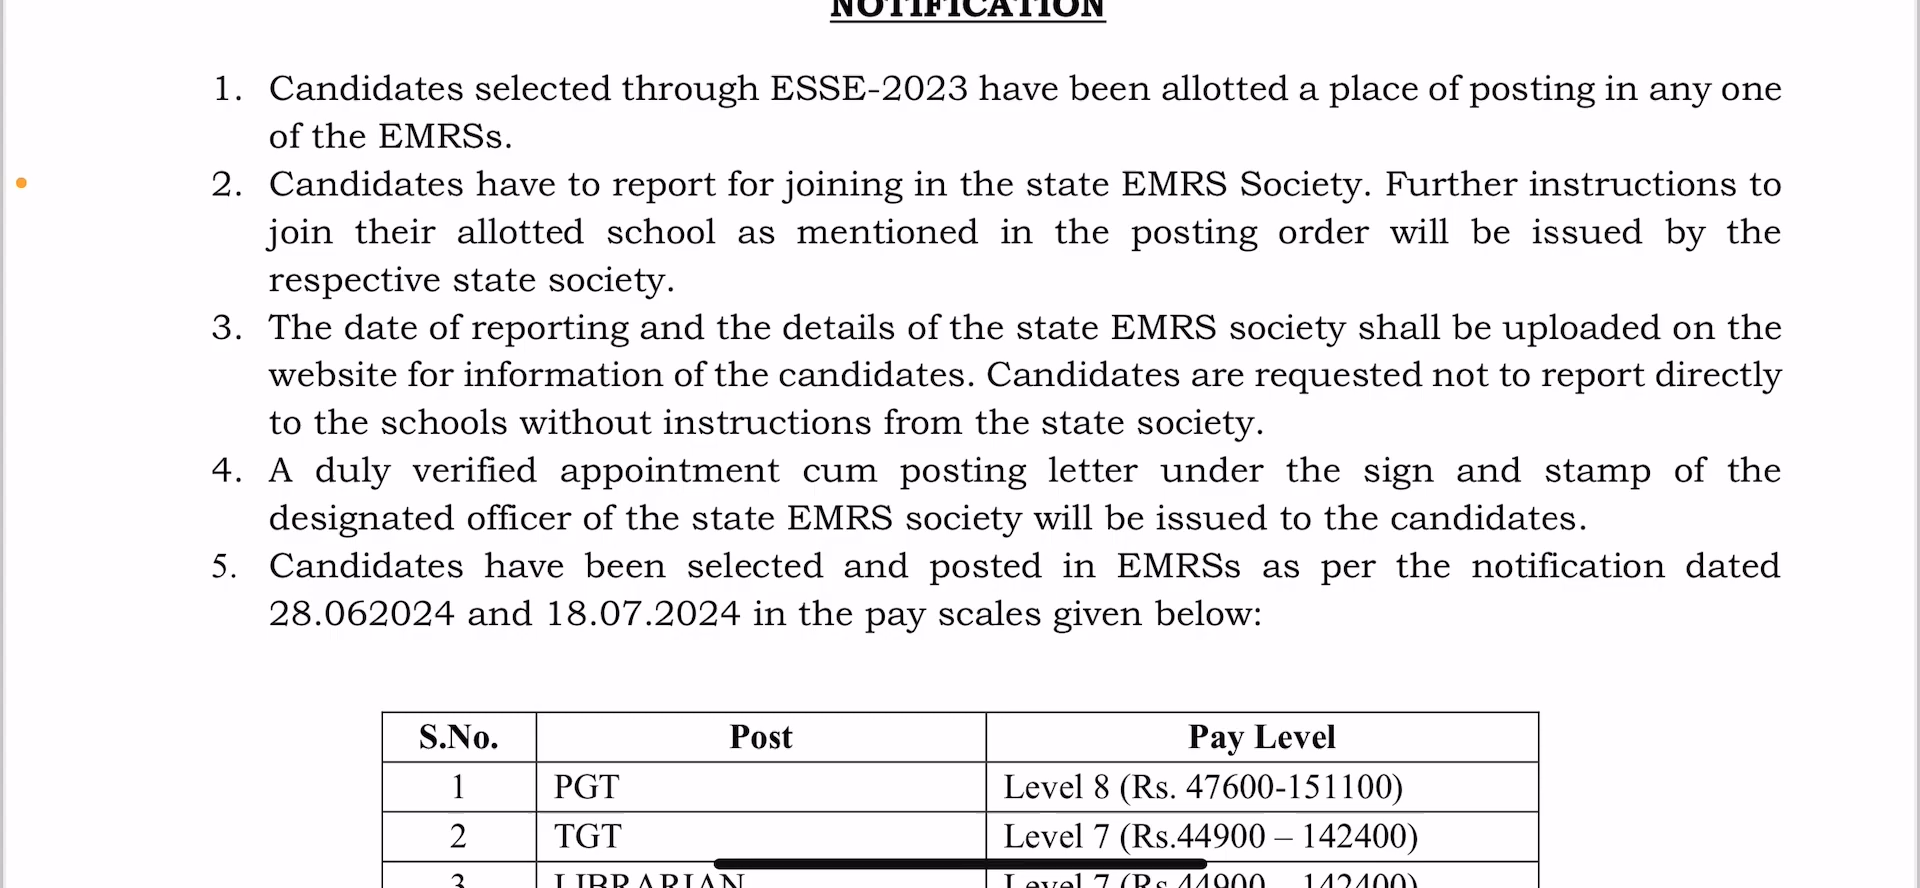 NOTIFICATION
1. Candidates selected through ESSE-2023 have been allotted a place of posting in any one
of the EMRSs.
2. Candidates have to report for joining in the state EMRS Society. Further instructions to
join their allotted school as mentioned in the posting order will be issued by the
respective state society.
3. The date of reporting and the details of the state EMRS society shall be uploaded on the
website for information of the candidates. Candidates are requested not to report directly
to the schools without instructions from the state society.
4. A duly verified appointment cum posting letter under the sign and stamp of the
designated officer of the state EMRS society will be issued to the candidates.
5. Candidates have been selected and posted in EMRSs as per the notification dated
28.062024 and 18.07.2024 in the pay scales given below:
S.No. Post Pay Level
1 PGT Level 8 (Rs. 47600-151100)
2 TGT Level 7 (Rs.44900 – 142400)
3 LIBRARIAN Level 7 (Rs.44900 – 142400)